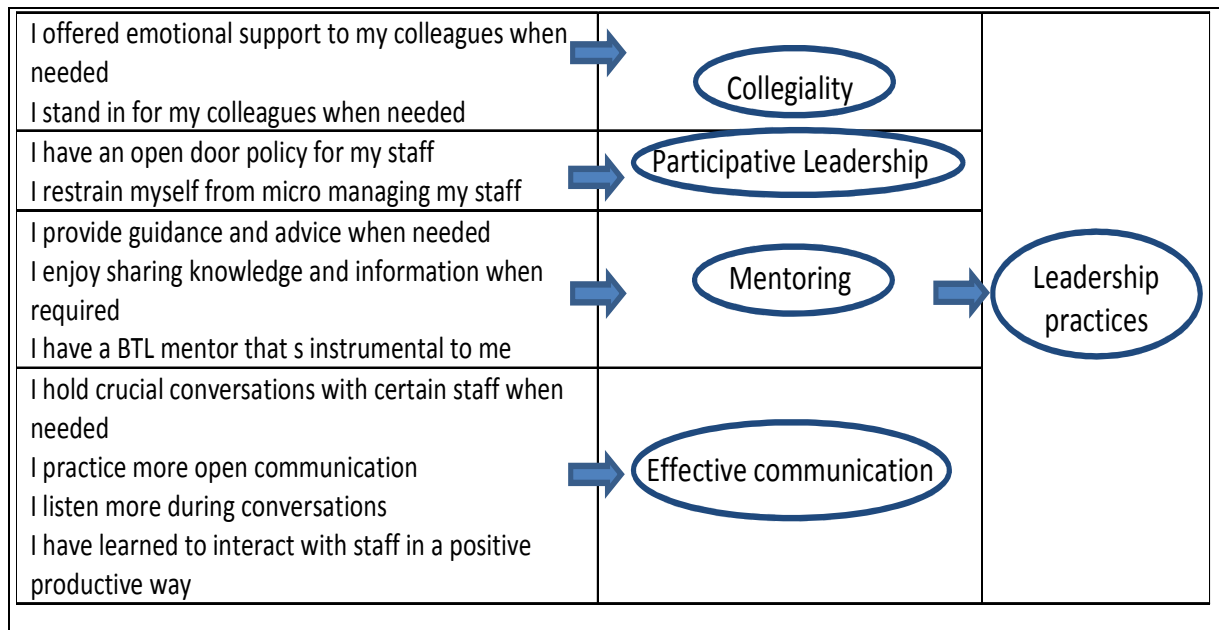 I offered emotional support to my colleagues when
needed
I stand in for my colleagues when needed
Collegiality
I have an open door policy for my staff
I restrain myself from micro managing my staff
Participative Leadership
I provide guidance and advice when needed
I enjoy sharing knowledge and information when
required
I have a BTL mentor that s instrumental to me
Mentoring
I hold crucial conversations with certain staff when
needed
I practice more open communication
I listen more during conversations
I have learned to interact with staff in a positive
productive way
Effective communication
Leadership
practices